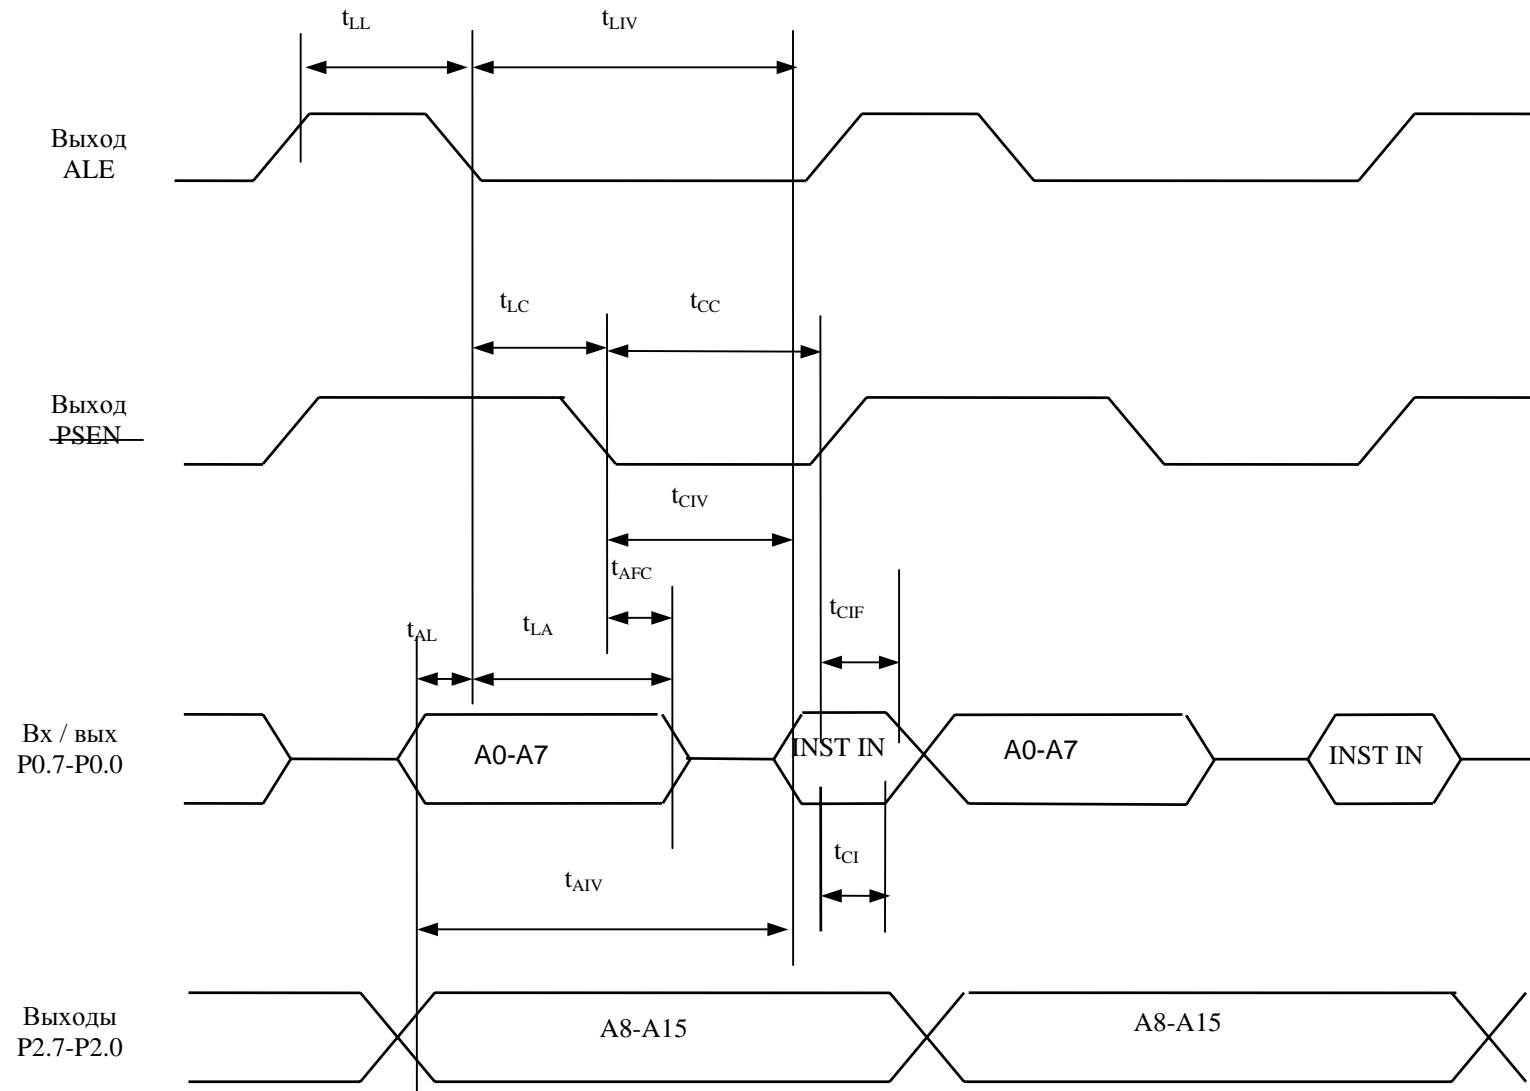 tLL
tLIV
Выход
ALE
tLC
tCC
Выход
PSEN
tCIV
tAFC
tCIF
tAL
tLA
Вх / вых
P0.7-P0.0
A0-A7
INST IN
A0-A7
INST IN
tCI
tAIV
Выходы
P2.7-P2.0
A8-A15
A8-A15